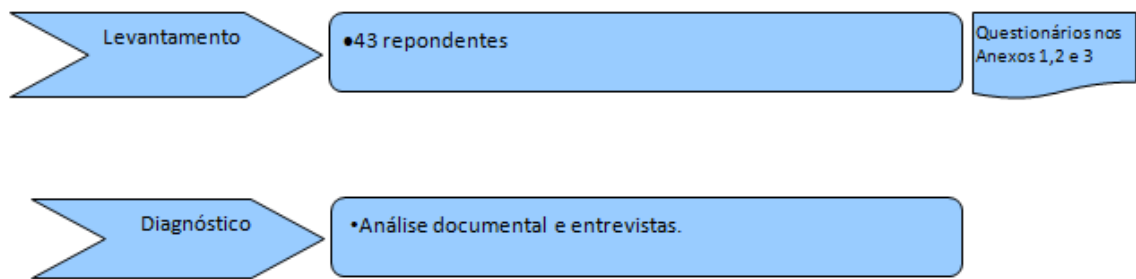 Levantamento
•43 repondentes
Questionários nos
Anexos 1,2 e 3
Diagnóstico
•Análise documental e entrevistas.